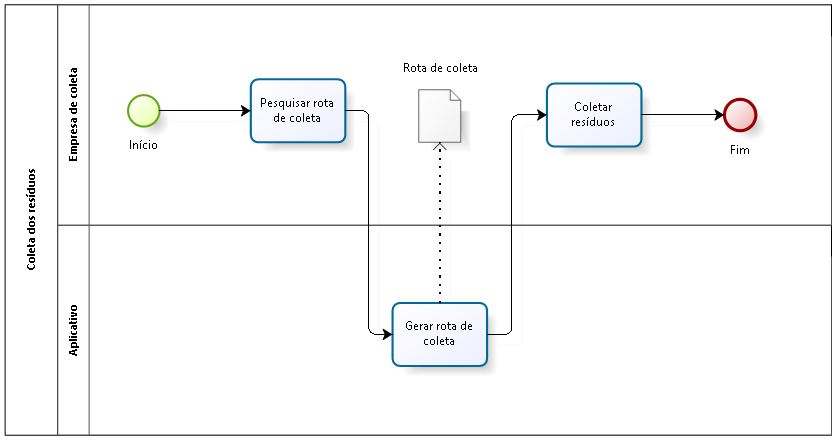 Coleta dos resíduos
Empresa de coleta
Início
Pesquisar rota
de coleta
Rota de coleta
Coletar
resíduos
Fim
Aplicativo
Gerar rota de
coleta